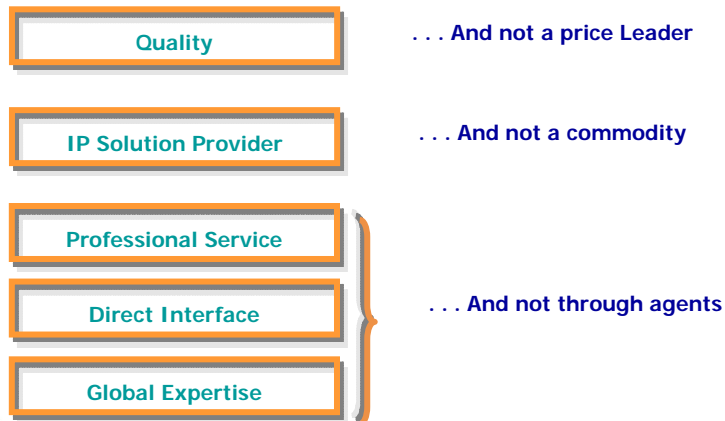 Quality
. . . And not a price Leader
IP Solution Provider
. . . And not a commodity
Professional Service
Direct Interface
. . . And not through agents
Global Expertise